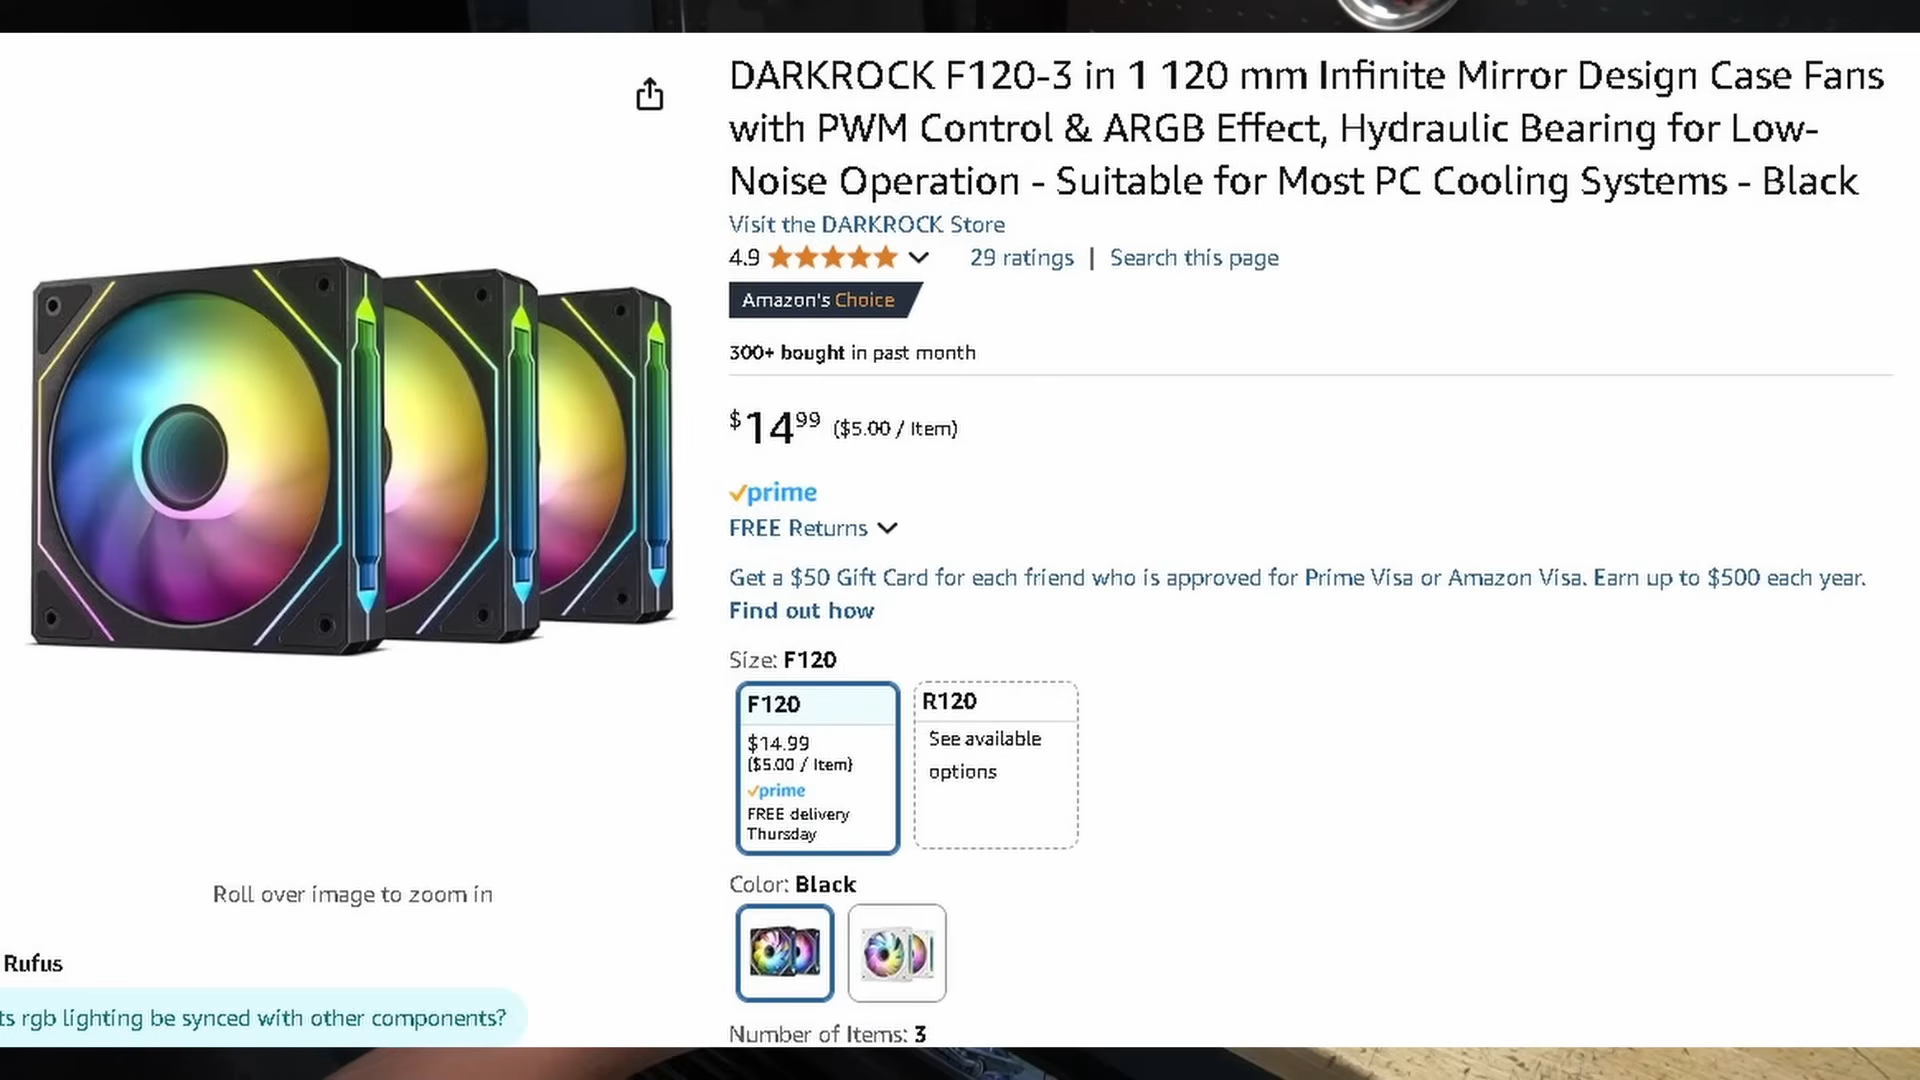 DARKROCK F120-3 in 1 120 mm Infinite Mirror Design Case Fans
with PWM Control & ARGB Effect, Hydraulic Bearing for Low-
Noise Operation - Suitable for Most PC Cooling Systems - Black
Visit the DARKROCK Store
4.9 29 ratings | Search this page
Amazon's Choice
300+ bought in past month
$14.99 ($5.00 / Item)
prime
FREE Returns
Get a $50 Gift Card for each friend who is approved for Prime Visa or Amazon Visa. Earn up to $500 each year.
Find out how
Size: F120
F120
$14.99
($5.00 / Item)
prime
FREE delivery
Thursday
R120
See available
options
Color: Black
Number of Items: 3
Roll over image to zoom in
Rufus
ts rgb lighting be synced with other components?